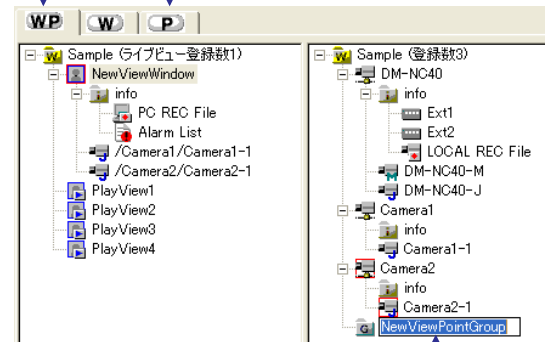 WP W P
Sample (ライブビュー登録数1)
NewViewWindow
info
PC REC File
Alarm List
/Camera1/Camera1-1
/Camera2/Camera2-1
PlayView1
PlayView2
PlayView3
PlayView4
Sample (登録数3)
DM-NC40
info
Ext1
Ext2
LOCAL REC File
DM-NC40-M
DM-NC40-J
Camera1
info
Camera1-1
Camera2
info
Camera2-1
NewViewPointGroup